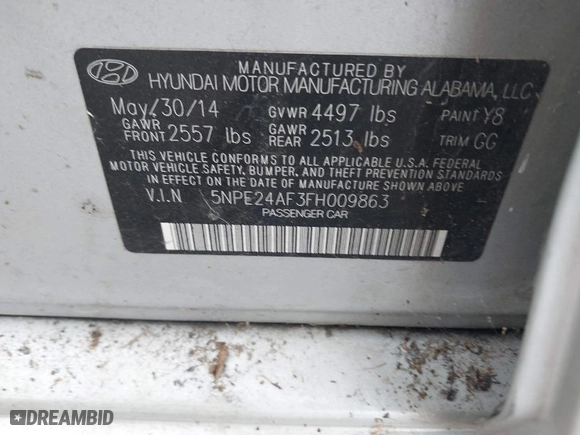 MANUFACTURED BY
HYUNDAI MOTOR MANUFACTURING ALABAMA, LLC
May/30/14 GVWR 4497 lbs PAINT Y8
GAWR FRONT 2557 lbs GAWR REAR 2513 lbs TRIM GG
THIS VEHICLE CONFORMS TO ALL APPLICABLE U.S.A. FEDERAL
MOTOR VEHICLE SAFETY, BUMPER, AND THEFT PREVENTION STANDARDS
IN EFFECT ON THE DATE OF MANUFACTURE SHOWN ABOVE.
V.I.N 5NPE24AF3FH009863
PASSENGER CAR
DREAMBID